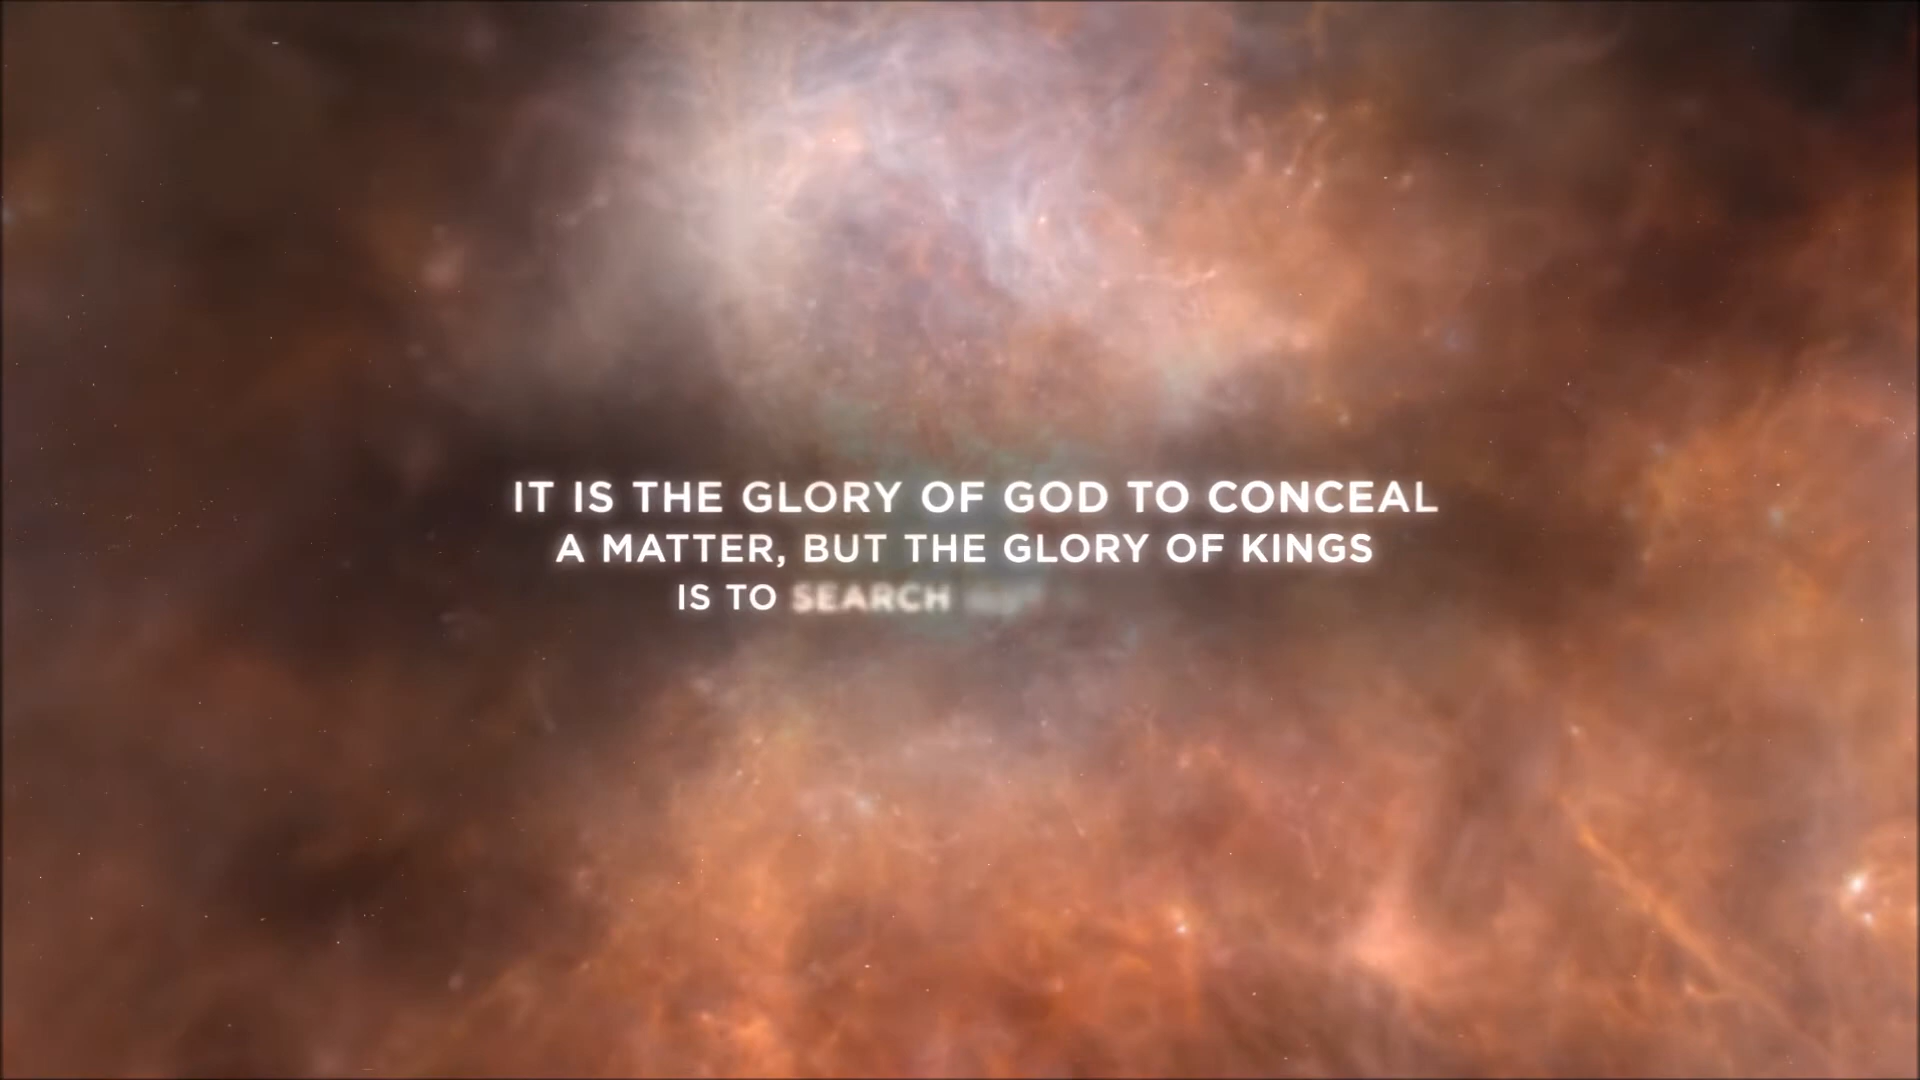 IT IS THE GLORY OF GOD TO CONCEAL
A MATTER, BUT THE GLORY OF KINGS
IS TO SEARCH